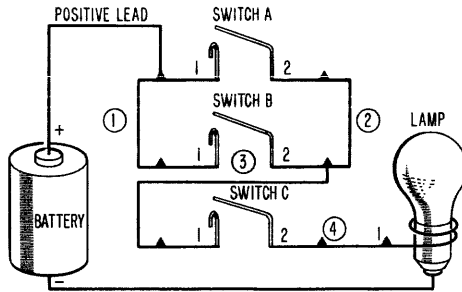 POSITIVE LEAD
SWITCH A
1 2
SWITCH B
1 2
1 2 3
LAMP
+
BATTERY
SWITCH C
1 2
4
1
−